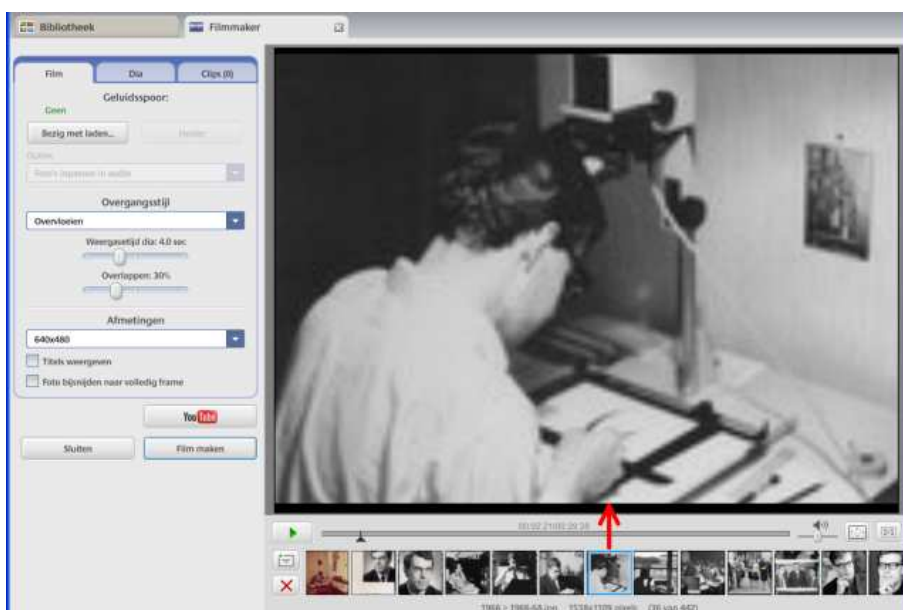 Bibliotheek
Filmmaker
Film
Dia
Clips (0)
Geluidsspoor:
Geen
Bezig met laden...
Overgangsstijl
Overvloeien
Weergavetijd dia: 4.0 sec
Overlappen: 30%
Afmetingen
640x480
Titels weergeven
Foto bijsnijden naar volledig frame
YouTube
Sluiten
Film maken